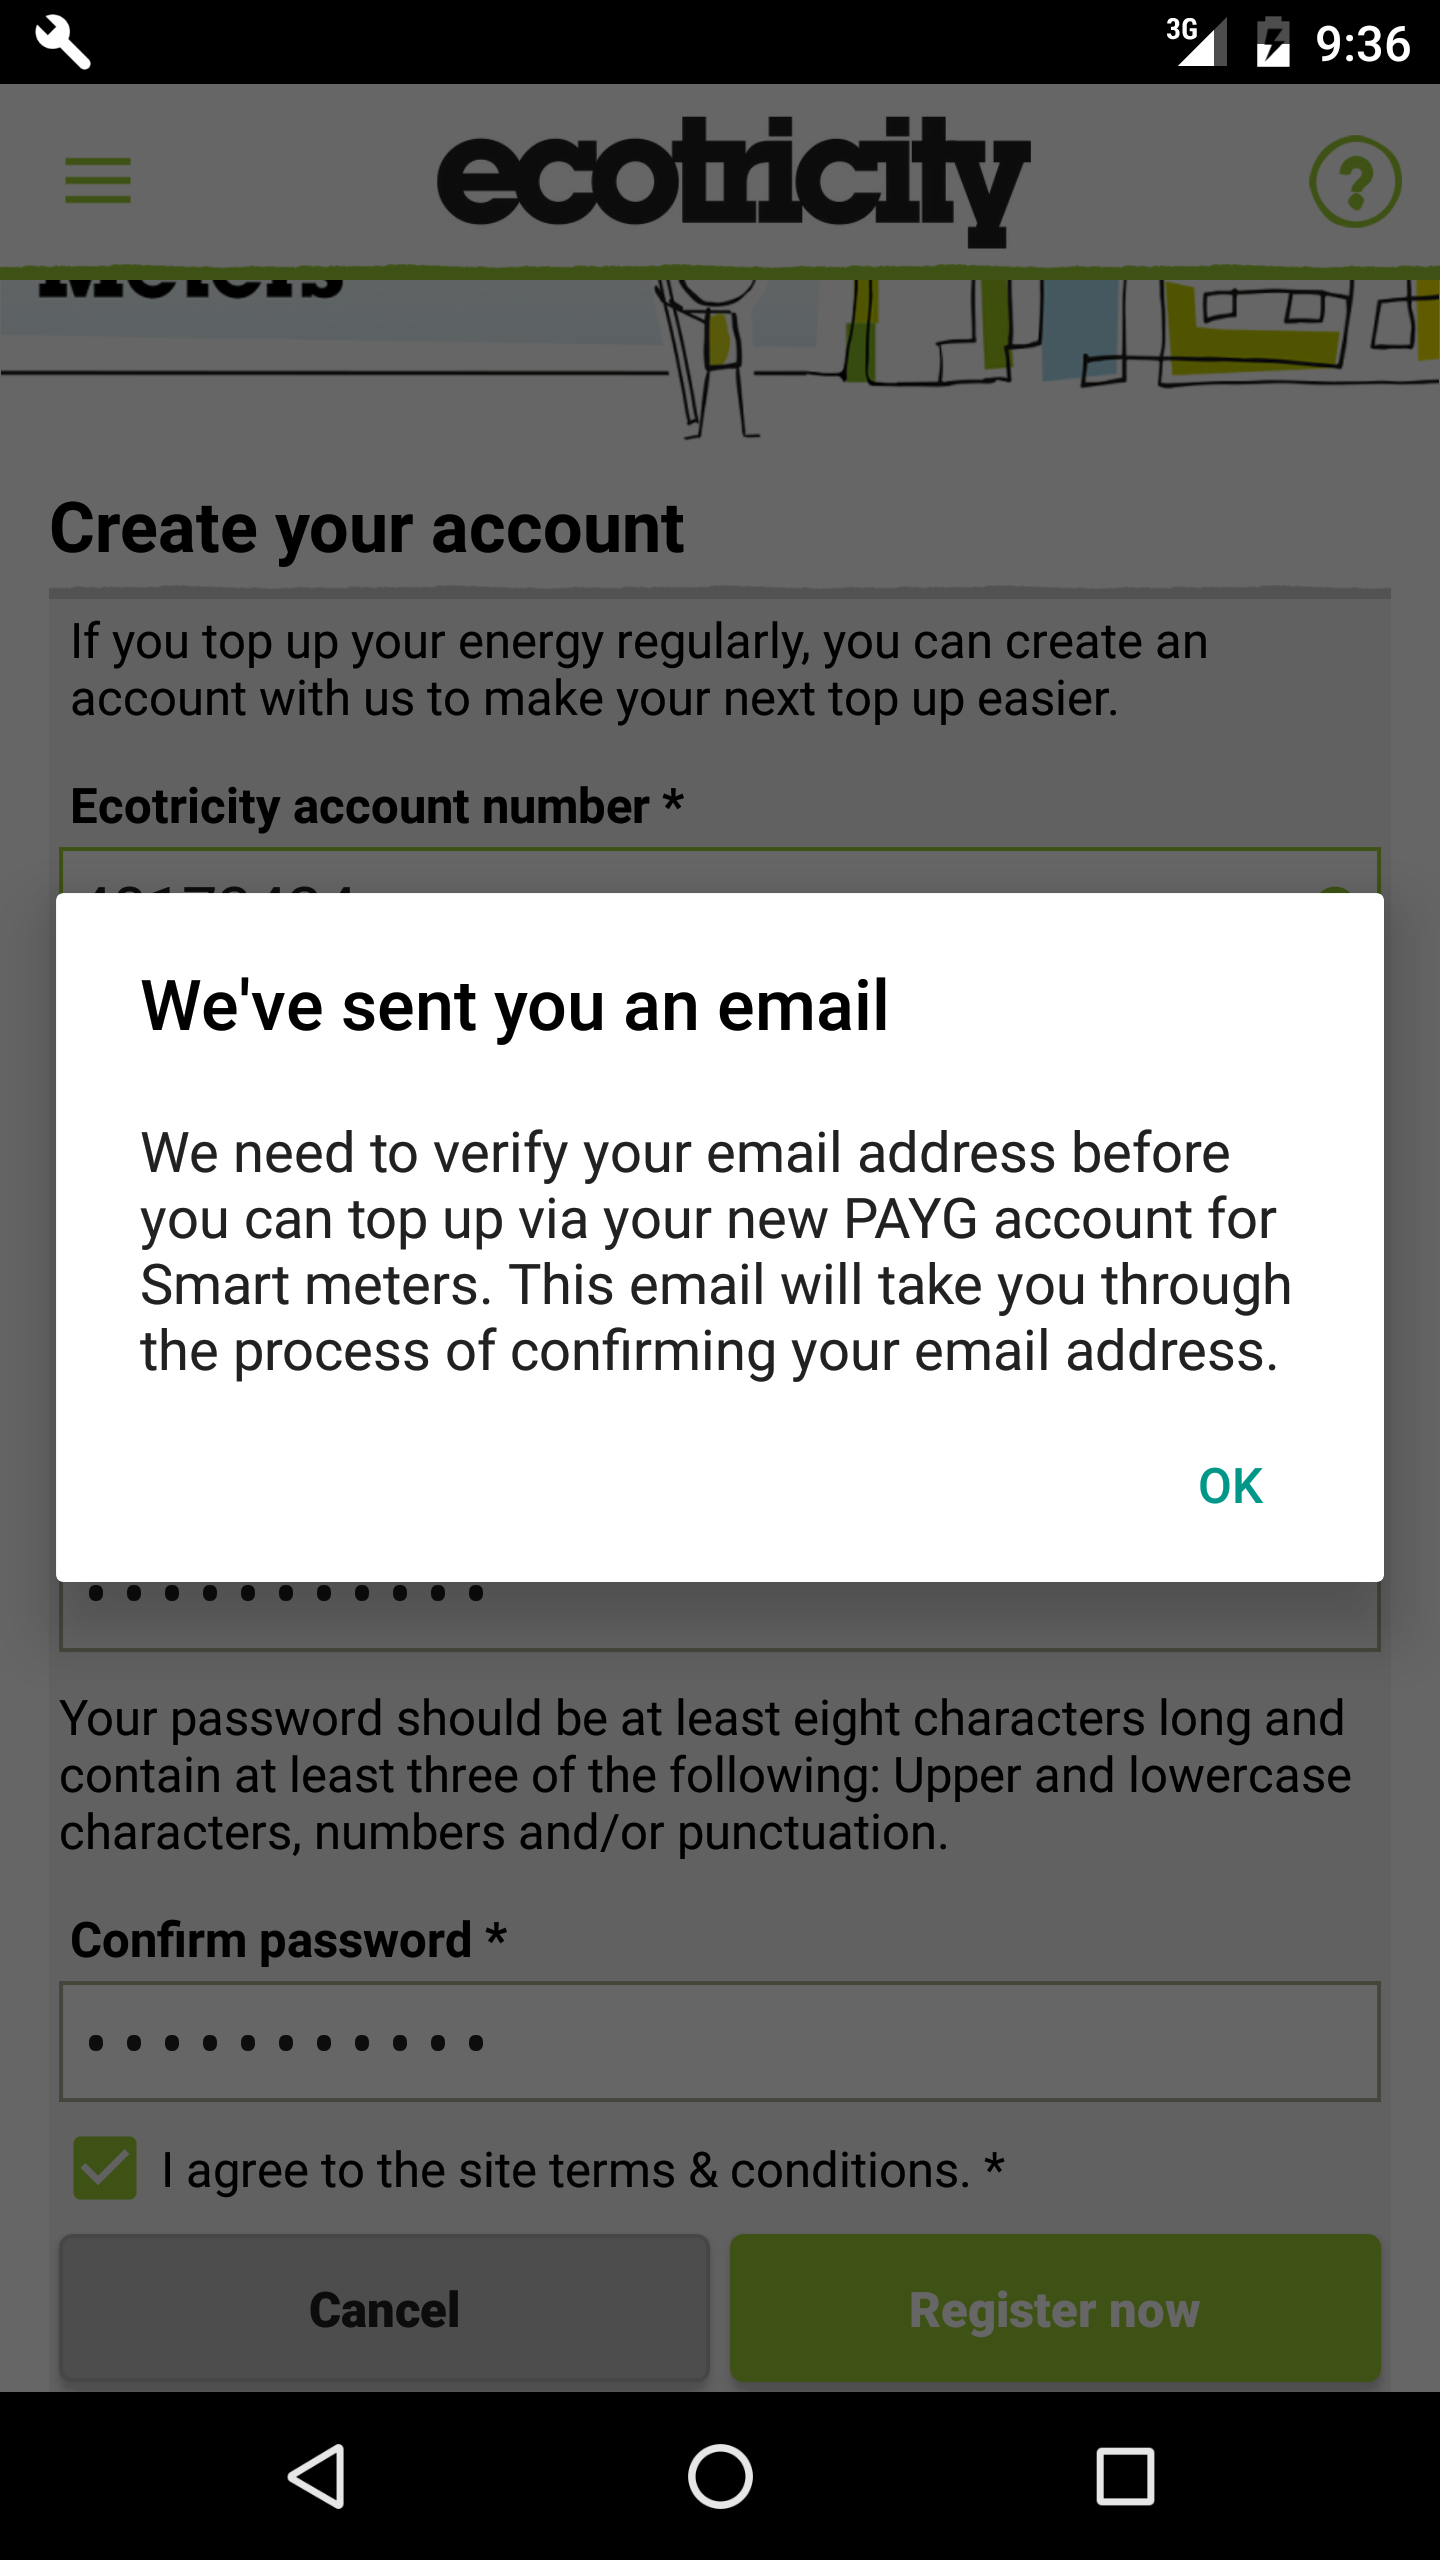 3G 9:36
ecotricity
Meters
Create your account
If you top up your energy regularly, you can create an
account with us to make your next top up easier.
Ecotricity account number *
We've sent you an email
We need to verify your email address before
you can top up via your new PAYG account for
Smart meters. This email will take you through
the process of confirming your email address.
OK
Your password should be at least eight characters long and
contain at least three of the following: Upper and lowercase
characters, numbers and/or punctuation.
Confirm password *
I agree to the site terms & conditions. *
Cancel
Register now